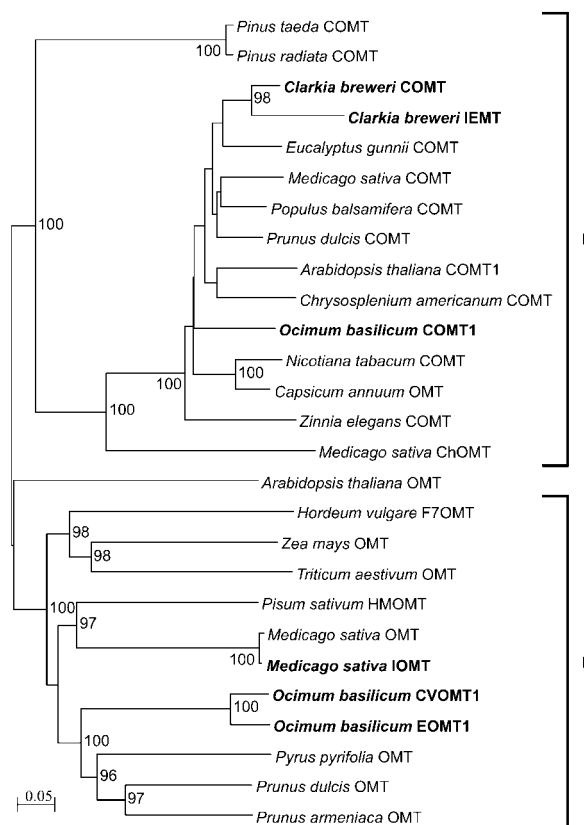 Pinus taeda COMT
100
Pinus radiata COMT
Clarkia breweri COMT
98
Clarkia breweri IEMT
Eucalyptus gunnii COMT
Medicago sativa COMT
Populus balsamifera COMT
100
Prunus dulcis COMT
Arabidopsis thaliana COMT1
Chrysosplenium americanum COMT
Ocimum basilicum COMT1
Nicotiana tabacum COMT
100
100
Capsicum annuum OMT
100
Zinnia elegans COMT
Medicago sativa ChOMT
Arabidopsis thaliana OMT
Hordeum vulgare F7OMT
98
Zea mays OMT
98
Triticum aestivum OMT
100
Pisum sativum HMOMT
97
Medicago sativa OMT
100
Medicago sativa IOMT
Ocimum basilicum CVOMT1
100
Ocimum basilicum EOMT1
100
Pyrus pyrifolia OMT
96
Prunus dulcis OMT
0.05
97
Prunus armeniaca OMT